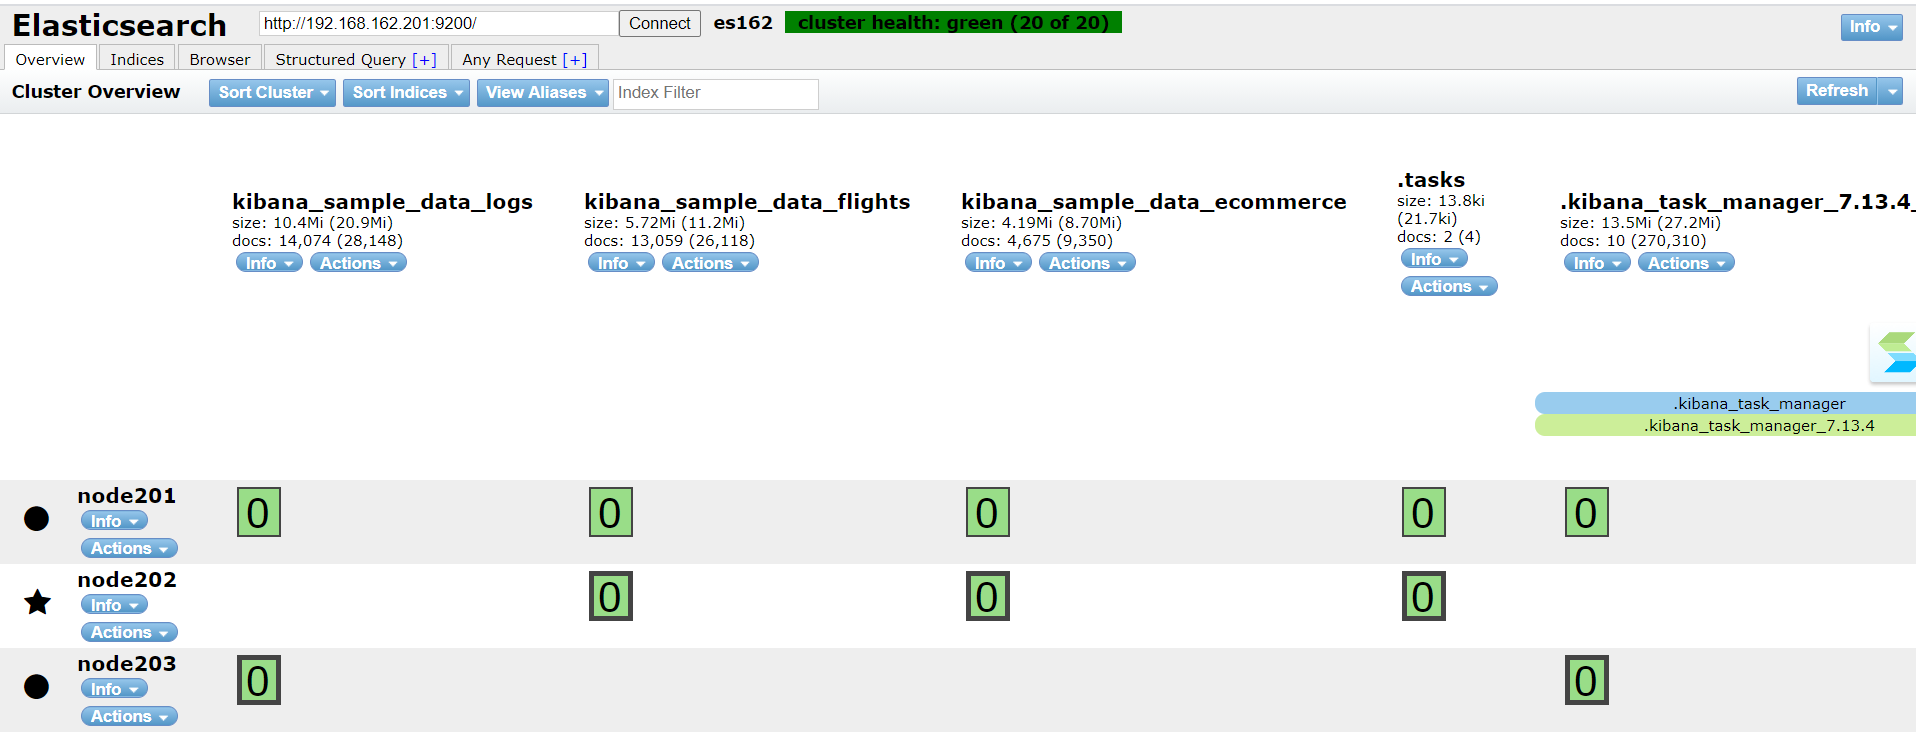 Elasticsearch http://192.168.162.201:9200/ Connect es162 cluster health: green (20 of 20) Info
Overview Indices Browser Structured Query [+] Any Request [+]
Cluster Overview Sort Cluster Sort Indices View Aliases Index Filter Refresh
kibana_sample_data_logs
size: 10.4Mi (20.9Mi)
docs: 14,074 (28,148)
Info Actions
kibana_sample_data_flights
size: 5.72Mi (11.2Mi)
docs: 13,059 (26,118)
Info Actions
kibana_sample_data_ecommerce
size: 4.19Mi (8.70Mi)
docs: 4,675 (9,350)
Info Actions
.tasks
size: 13.8ki
(21.7ki)
docs: 2 (4)
Info
Actions
.kibana_task_manager_7.13.4_
size: 13.5Mi (27.2Mi)
docs: 10 (270,310)
Info Actions
.kibana_task_manager
.kibana_task_manager_7.13.4
node201
Info
Actions
0 0 0 0 0
node202
Info
Actions
0 0 0
node203
Info
Actions
0 0